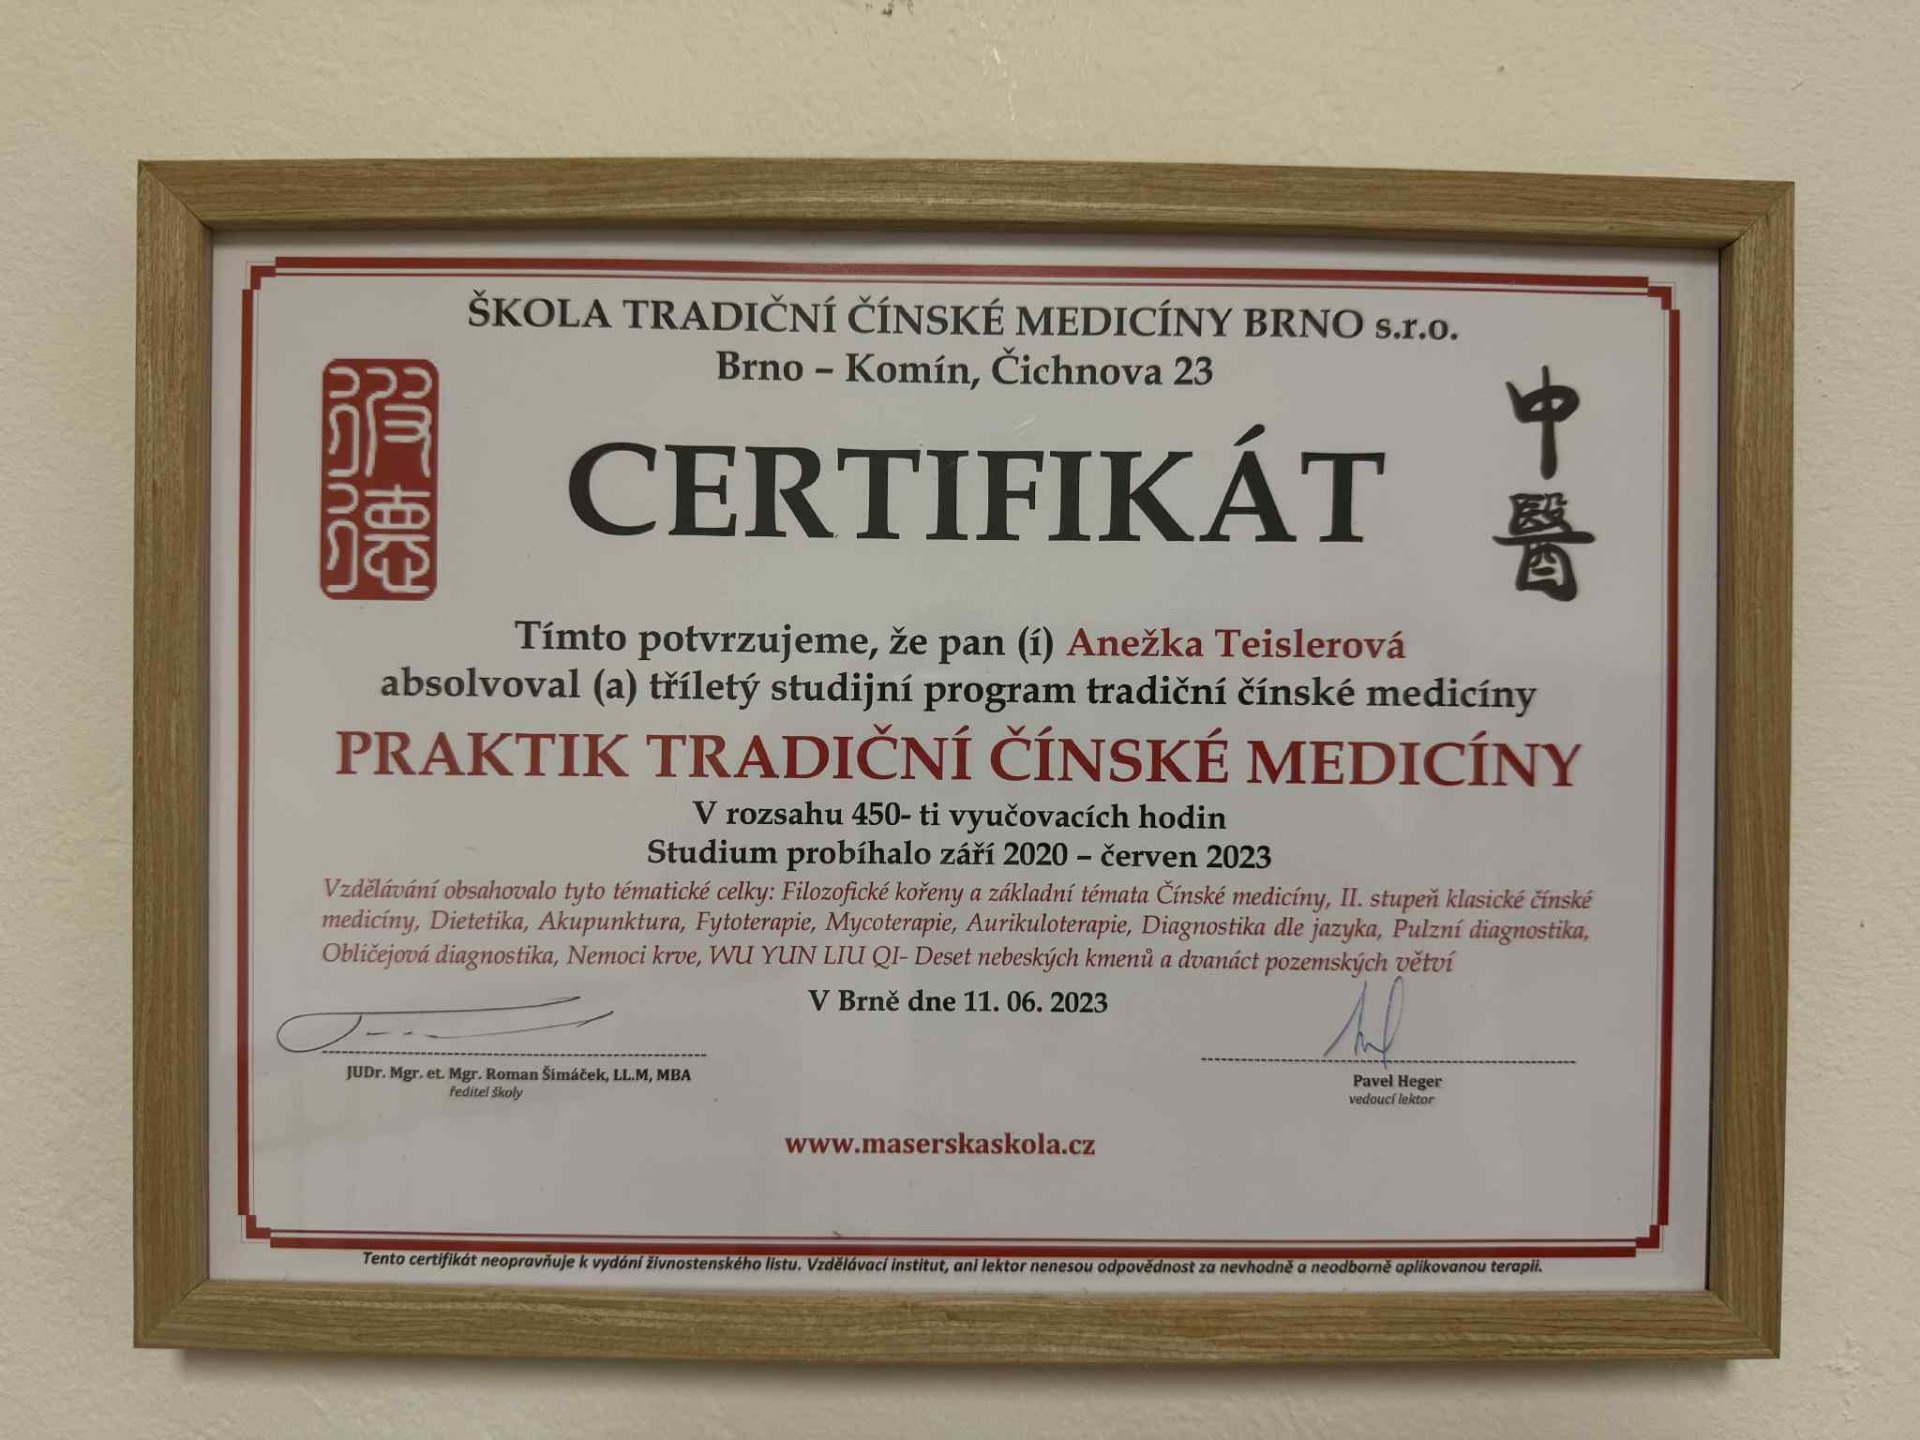 ŠKOLA TRADIČNÍ ČÍNSKÉ MEDICÍNY BRNO s.r.o.
Brno – Komín, Čichnova 23
CERTIFIKÁT
中醫
Tímto potvrzujeme, že pan (í) Anežka Teislerová
absolvoval (a) tříletý studijní program tradiční čínské medicíny
PRAKTIK TRADIČNÍ ČÍNSKÉ MEDICÍNY
V rozsahu 450- ti vyučovacích hodin
Studium probíhalo září 2020 – červen 2023
Vzdělávání obsahovalo tyto tématické celky: Filozofické kořeny a základní témata Čínské medicíny, II. stupeň klasické čínské
medicíny, Dietetika, Akupunktura, Fytoterapie, Mycoterapie, Aurikuloterapie, Diagnostika dle jazyka, Pulzní diagnostika,
Obličejová diagnostika, Nemoci krve, WU YUN LIU QI- Deset nebeských kmenů a dvanáct pozemských větví
V Brně dne 11. 06. 2023
JUDr. Mgr. et. Mgr. Roman Šimáček, LL.M, MBA
ředitel školy
Pavel Heger
vedoucí lektor
www.maserskaskola.cz
Tento certifikát neopravňuje k vydání živnostenského listu. Vzdělávací institut, ani lektor nenesou odpovědnost za nevhodně a neodborně aplikovanou terapii.